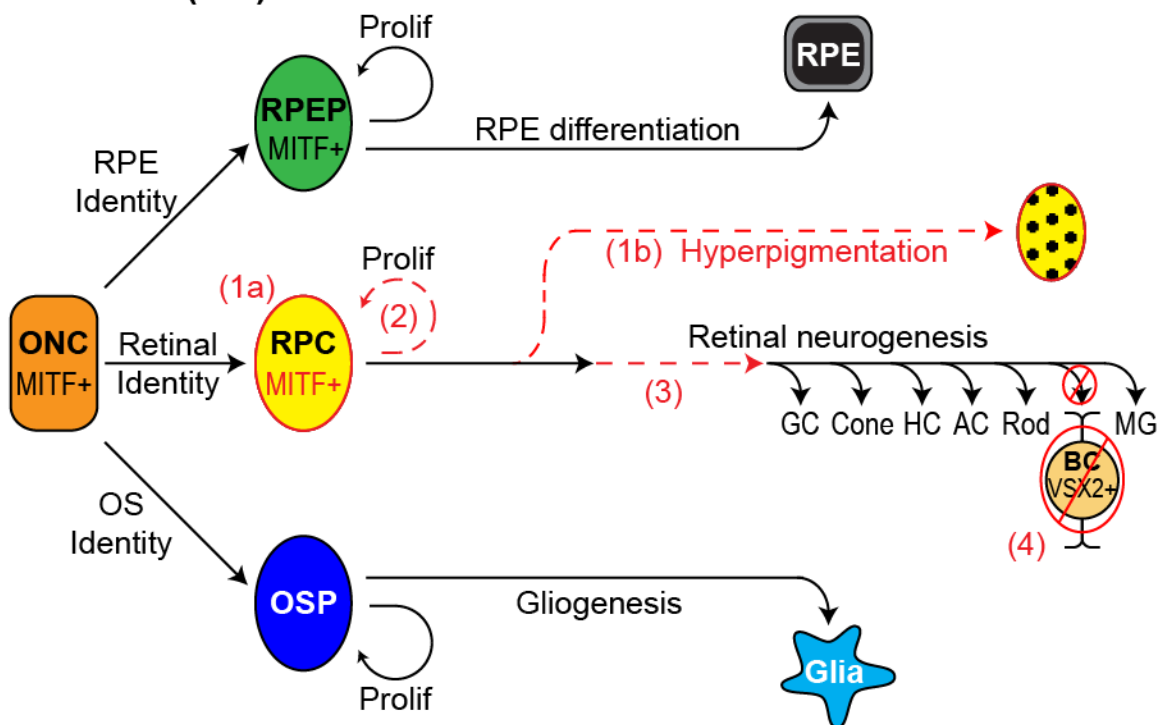 Prolif
RPE
RPEP
MITF+
RPE differentiation
RPE
Identity
(1b) Hyperpigmentation
Prolif
(1a)
(2)
ONC
MITF+
Retinal
Identity
RPC
MITF+
Retinal neurogenesis
(3)
GC Cone HC AC Rod MG
BC
VSX2+
(4)
OS
Identity
OSP
Gliogenesis
Glia
Prolif